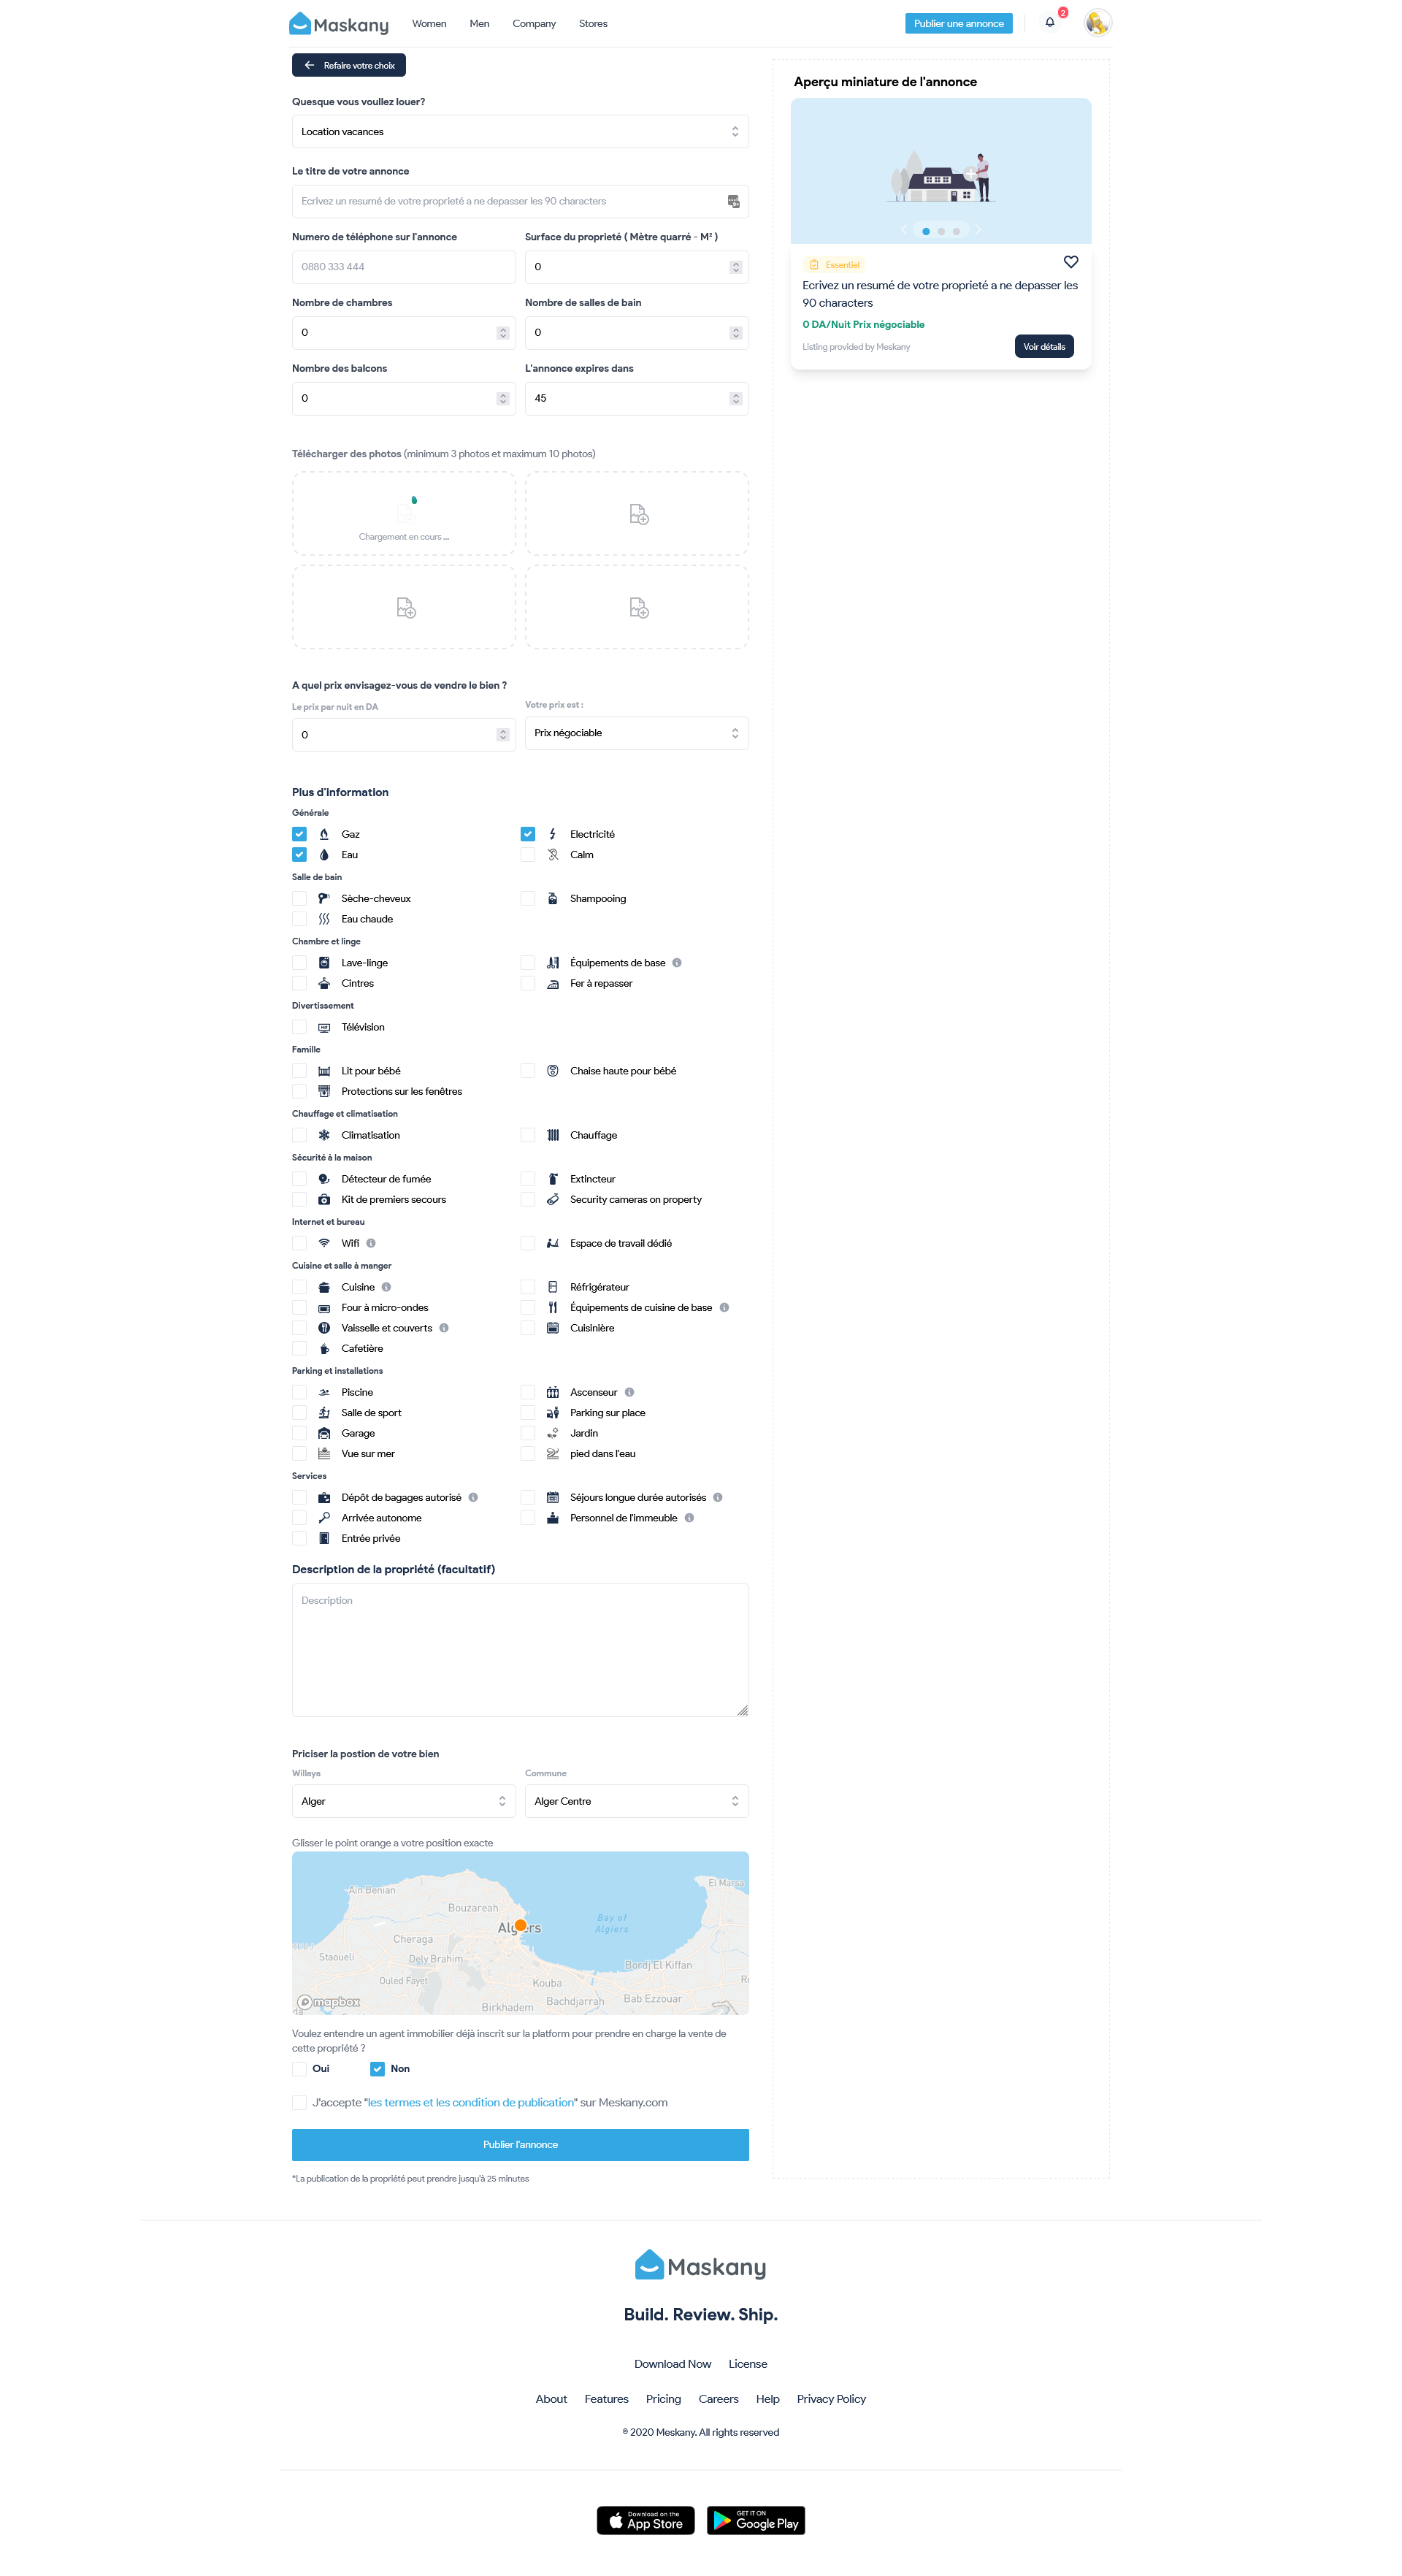 Maskany
Women
Men
Company
Stores
Publier une annonce
2
Refaire votre choix
Quesque vous voullez louer?
Location vacances
Le titre de votre annonce
Ecrivez un resumé de votre proprieté a ne depasser les 90 characters
Numero de téléphone sur l'annonce
Surface du proprieté ( Mètre quarré - M² )
0880 333 444
0
Nombre de chambres
Nombre de salles de bain
0
0
Nombre des balcons
L'annonce expires dans
0
45
Télécharger des photos (minimum 3 photos et maximum 10 photos)
Chargement en cours ...
A quel prix envisagez-vous de vendre le bien ?
Le prix par nuit en DA
Votre prix est :
0
Prix négociable
Plus d'information
Générale
Gaz
Electricité
Eau
Calm
Salle de bain
Sèche-cheveux
Shampooing
Eau chaude
Chambre et linge
Lave-linge
Équipements de base
Cintres
Fer à repasser
Divertissement
Télévision
Famille
Lit pour bébé
Chaise haute pour bébé
Protections sur les fenêtres
Chauffage et climatisation
Climatisation
Chauffage
Sécurité à la maison
Détecteur de fumée
Extincteur
Kit de premiers secours
Security cameras on property
Internet et bureau
Wifi
Espace de travail dédié
Cuisine et salle à manger
Cuisine
Réfrigérateur
Four à micro-ondes
Équipements de cuisine de base
Vaisselle et couverts
Cuisinière
Cafetière
Parking et installations
Piscine
Ascenseur
Salle de sport
Parking sur place
Garage
Jardin
Vue sur mer
pied dans l'eau
Services
Dépôt de bagages autorisé
Séjours longue durée autorisés
Arrivée autonome
Personnel de l'immeuble
Entrée privée
Description de la propriété (facultatif)
Description
Priciser la postion de votre bien
Willaya
Commune
Alger
Alger Centre
Glisser le point orange a votre position exacte
El Marsa
Ain Benian
Bouzareah
Bay of
Algiers
Algiers
Cheraga
Staoueli
Dely Brahim
Bordj El Kiffan
Ouled Fayet
Kouba
Bachdjarrah
Bab Ezzouar
Birkhadem
mapbox
Voulez entendre un agent immobilier déjà inscrit sur la platform pour prendre en charge la vente de
cette propriété ?
Oui
Non
J'accepte "les termes et les condition de publication" sur Meskany.com
Publier l'annonce
*La publication de la propriété peut prendre jusqu'à 25 minutes
Aperçu miniature de l'annonce
Essentiel
Ecrivez un resumé de votre proprieté a ne depasser les
90 characters
0 DA/Nuit Prix négociable
Listing provided by Meskany
Voir détails
Maskany
Build. Review. Ship.
Download Now
License
About
Features
Pricing
Careers
Help
Privacy Policy
© 2020 Meskany. All rights reserved
Download on the
App Store
GET IT ON
Google Play